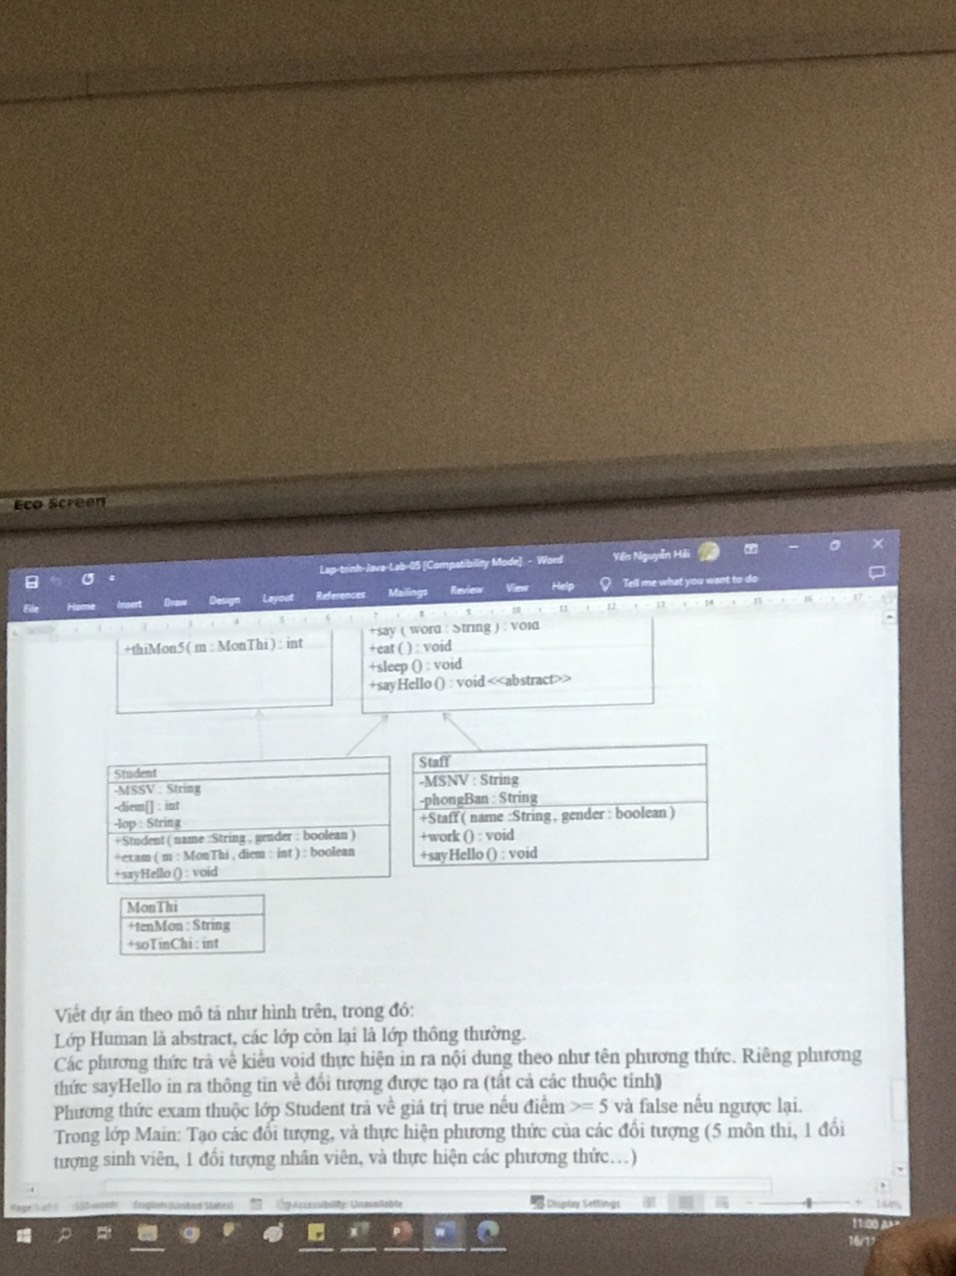 Eco Screen
Lap-trinh-Java-Lab-05 [Compatibility Mode] - Word
Yến Nguyễn Hải
File Home Insert Draw Design Layout References Mailings Review View Help Tell me what you want to do
+thiMon5( m : MonThi ) : int
+say ( word : String ) : void
+eat ( ) : void
+sleep () : void
+sayHello () : void <<abstract>>
Student
-MSSV : String
-diem[] : int
-lop : String
+Student ( name :String , gender : boolean )
+exam ( m : MonThi , diem : int ) : boolean
+sayHello () : void
Staff
-MSNV : String
-phongBan : String
+Staff ( name :String , gender : boolean )
+work () : void
+sayHello () : void
MonThi
+tenMon : String
+soTinChi : int
Viết dự án theo mô tả như hình trên, trong đó:
Lớp Human là abstract, các lớp còn lại là lớp thông thường.
Các phương thức trả về kiểu void thực hiện in ra nội dung theo như tên phương thức. Riêng phương
thức sayHello in ra thông tin về đối tượng được tạo ra (tất cả các thuộc tính)
Phương thức exam thuộc lớp Student trả về giá trị true nếu điểm >= 5 và false nếu ngược lại.
Trong lớp Main: Tạo các đối tượng, và thực hiện phương thức của các đối tượng (5 môn thi, 1 đối
tượng sinh viên, 1 đối tượng nhân viên, và thực hiện các phương thức…)
English (United States) Accessibility: Unavailable Display Settings
11:00